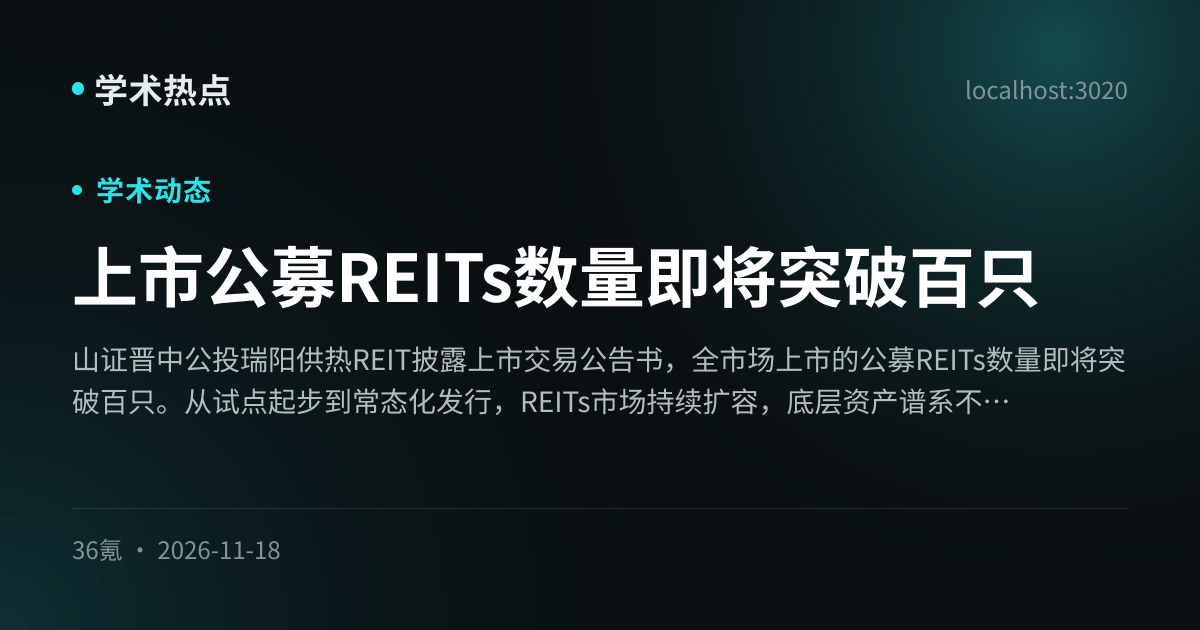 学术热点
localhost:3020
学术动态
上市公募REITs数量即将突破百只
山证晋中公投瑞阳供热REIT披露上市交易公告书，全市场上市的公募REITs数量即将突
破百只。从试点起步到常态化发行，REITs市场持续扩容，底层资产谱系不…
36氪 · 2026-11-18